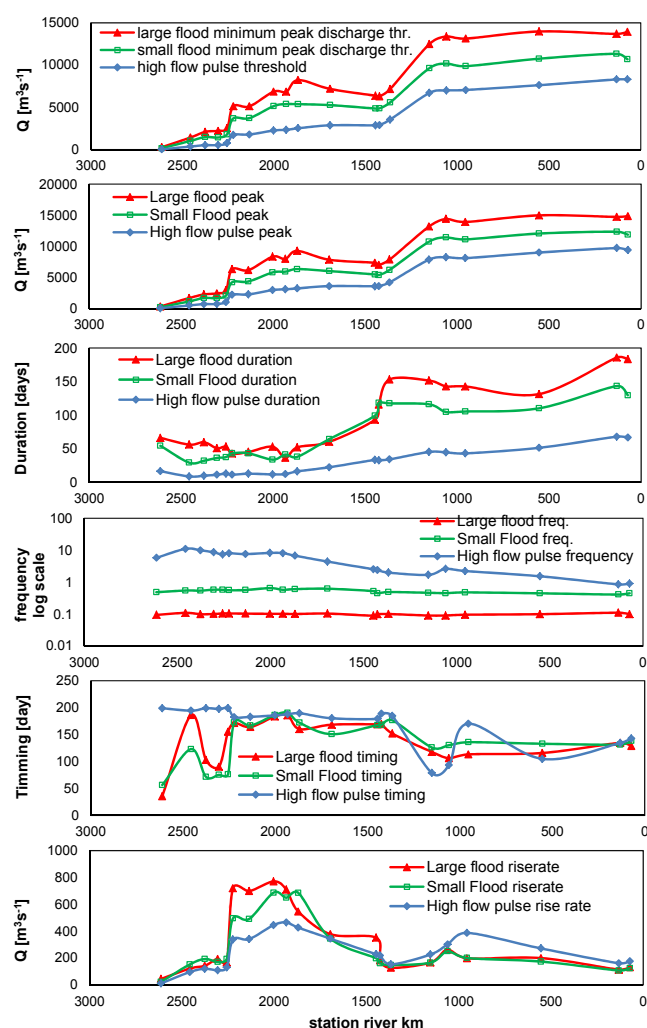 15000
10000
5000
0
Q [m³s⁻¹]
large flood minimum peak discharge thr.
small flood minimum peak discharge thr.
high flow pulse threshold
3000 2500 2000 1500 1000 500 0
20000
15000
10000
5000
0
Q [m³s⁻¹]
Large flood peak
Small Flood peak
High flow pulse peak
3000 2500 2000 1500 1000 500 0
200
150
100
50
0
Duration [days]
Large flood duration
Small Flood duration
High flow pulse duration
3000 2500 2000 1500 1000 500 0
100
10
1
0.1
0.01
frequency
log scale
Large flood freq.
Small Flood freq.
High flow pulse frequency
3000 2500 2000 1500 1000 500 0
250
200
150
100
50
0
Timming [day]
Large flood timing
Small Flood timing
High flow pulse timing
3000 2500 2000 1500 1000 500 0
1000
800
600
400
200
0
Q [m³s⁻¹]
Large flood riserate
Small Flood riserate
High flow pulse rise rate
3000 2500 2000 1500 1000 500 0
station river km